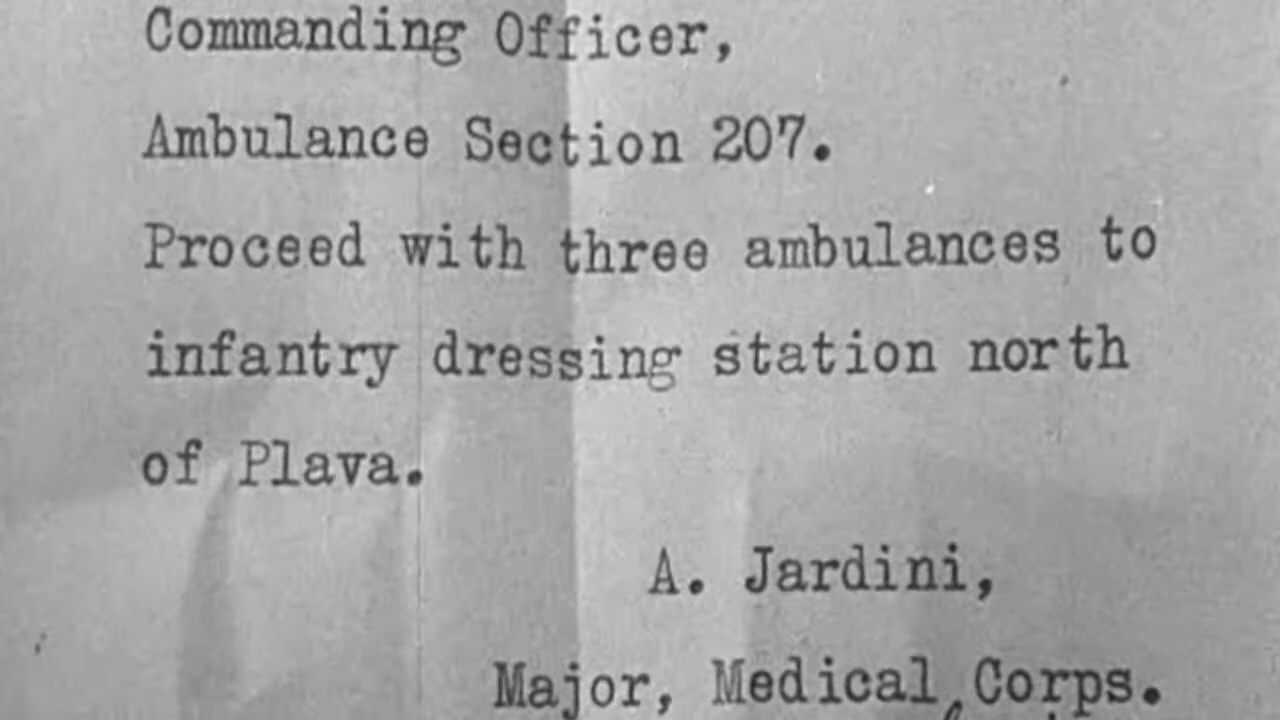 Commanding Officer,
Ambulance Section 207.
Proceed with three ambulances to
infantry dressing station north
of Plava.
A. Jardini,
Major, Medical Corps.